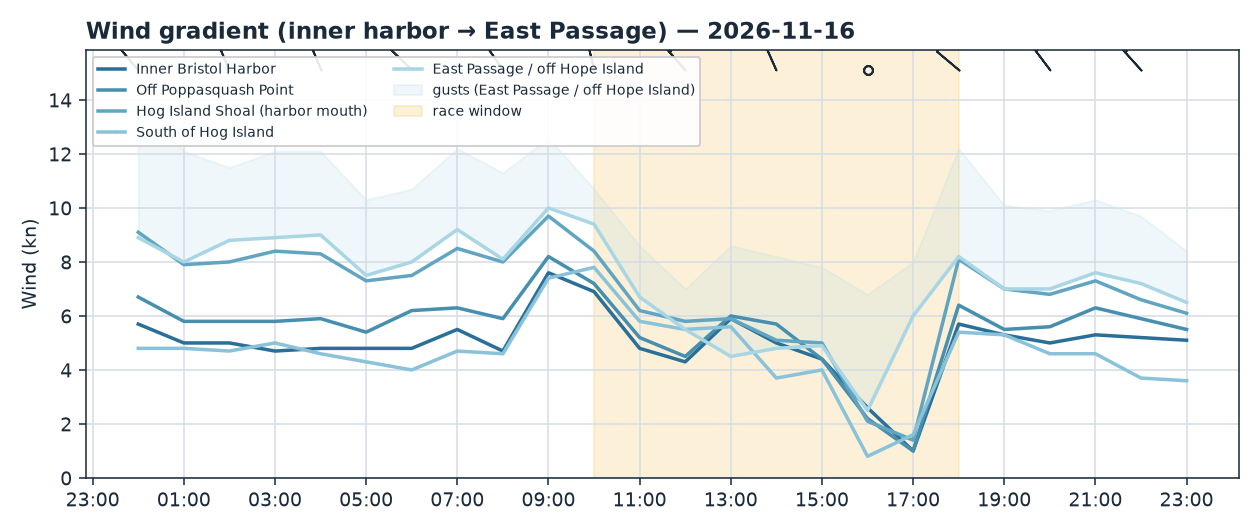 Wind gradient (inner harbor → East Passage) — 2026-11-16
Inner Bristol Harbor
Off Poppasquash Point
Hog Island Shoal (harbor mouth)
South of Hog Island
East Passage / off Hope Island
gusts (East Passage / off Hope Island)
race window
Wind (kn)
14
12
10
8
6
4
2
0
23:00 01:00 03:00 05:00 07:00 09:00 11:00 13:00 15:00 17:00 19:00 21:00 23:00